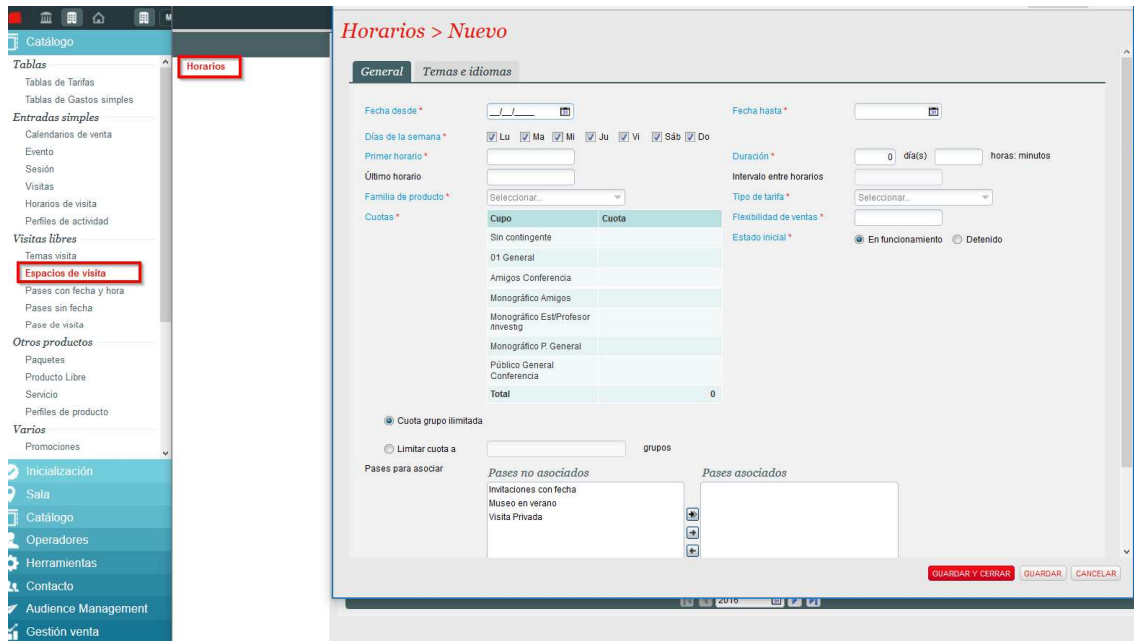 M
Catálogo
Tablas
Tablas de Tarifas
Tablas de Gastos simples
Entradas simples
Calendarios de venta
Evento
Sesión
Visitas
Horarios de visita
Perfiles de actividad
Visitas libres
Temas visita
Espacios de visita
Pases con fecha y hora
Pases sin fecha
Pase de visita
Otros productos
Paquetes
Producto Libre
Servicio
Perfiles de producto
Varios
Promociones
Inicialización
Sala
Catálogo
Operadores
Herramientas
Contacto
Audience Management
Gestión venta
Horarios
Horarios > Nuevo
General Temas e idiomas
Fecha desde * __/__/____ Fecha hasta *
Días de la semana * Lu Ma Mi Ju Vi Sáb Do
Primer horario * Duración * 0 día(s) horas: minutos
Último horario Intervalo entre horarios
Familia de producto * Seleccionar... Tipo de tarifa * Seleccionar...
Cuotas * Cupo Cuota Flexibilidad de ventas *
Sin contingente Estado inicial * En funcionamiento Detenido
01 General
Amigos Conferencia
Monográfico Amigos
Monográfico Est/Profesor
/Investig
Monográfico P. General
Público General
Conferencia
Total 0
Cuota grupo ilimitada
Limitar cuota a grupos
Pases para asociar Pases no asociados Pases asociados
Invitaciones con fecha
Museo en verano
Visita Privada
GUARDAR Y CERRAR GUARDAR CANCELAR
2016